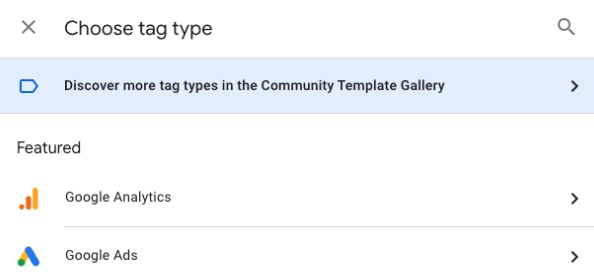 Choose tag type
Discover more tag types in the Community Template Gallery
Featured
Google Analytics
Google Ads